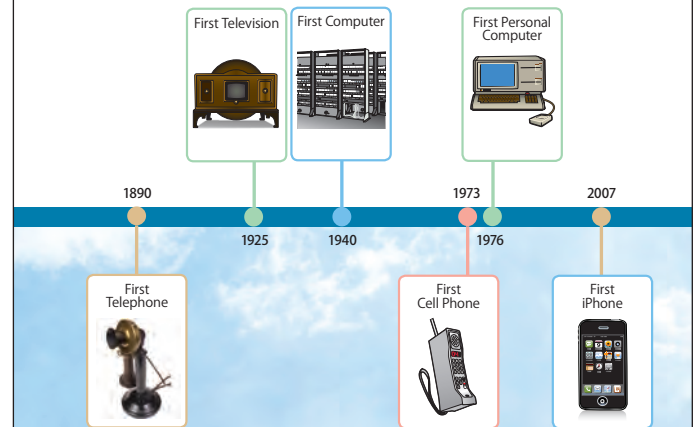 First Television
First Computer
First Personal
Computer
1890
1973
2007
1925
1940
1976
First
Telephone
First
Cell Phone
First
iPhone